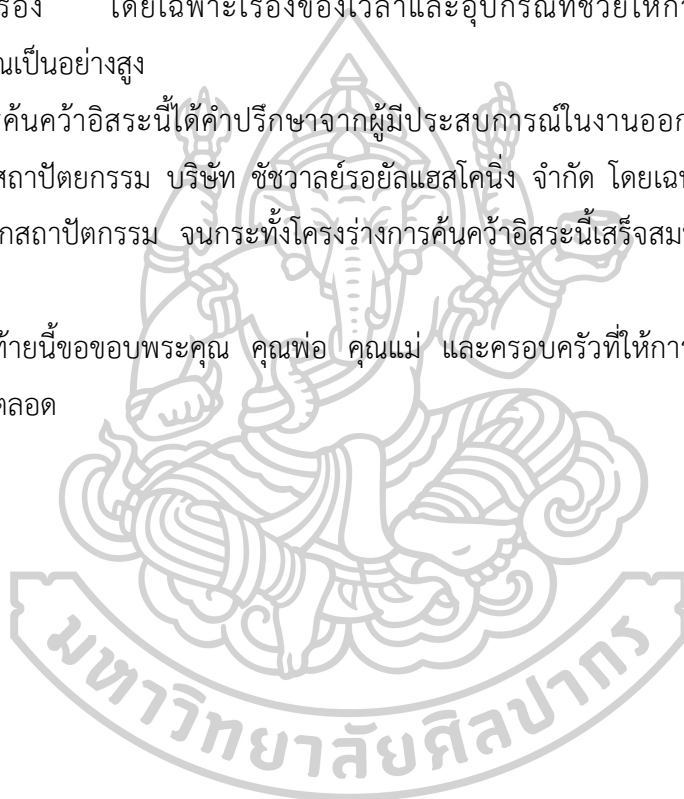 รื่อง โดยเฉพาะเรื่องของเวลาและอุปกรณ์ที่ช่วยให้กา
ณเป็นอย่างสูง
ค้นคว้าอิสระนี้ได้คำปรึกษาจากผู้มีประสบการณ์ในงานออก
สถาปัตยกรรม บริษัท ชัชวาลย์รอยัลแฮสโคนิ่ง จำกัด โดยเฉ
กสถาปัตกรรม จนกระทั้งโครงร่างการค้นคว้าอิสระนี้เสร็จสม
ท้ายนี้ขอขอบพระคุณ คุณพ่อ คุณแม่ และครอบครัวที่ให้กา
ตลอด
มหาวิทยาลัยศิลปากร